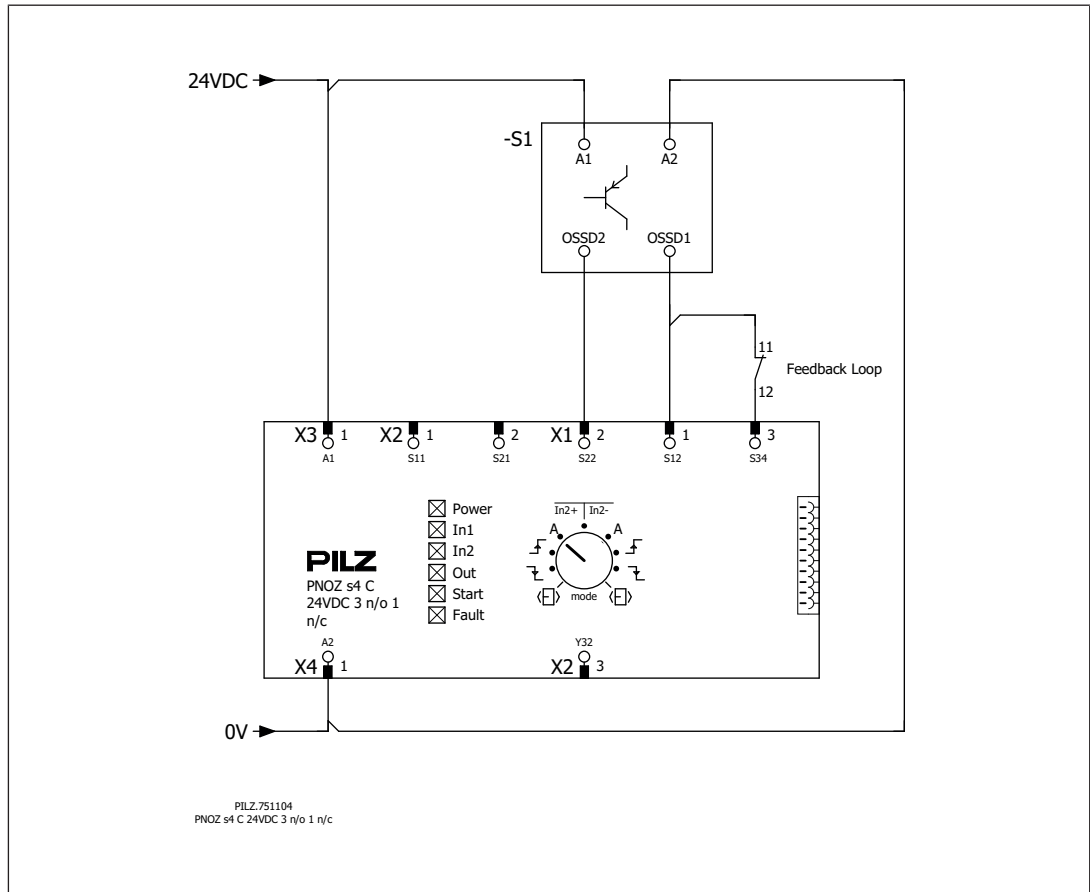 24VDC
-S1
A1 A2
OSSD2 OSSD1
11
Feedback Loop
12
X3 1 X2 1 2 X1 2 1 3
A1 S11 S21 S22 S12 S34
Power
In1
In2
Out
Start
Fault
In2+ In2-
A A
mode
PILZ
PNOZ s4 C
24VDC 3 n/o 1
n/c
A2 Y32
X4 1 X2 3
0V
PILZ.751104
PNOZ s4 C 24VDC 3 n/o 1 n/c